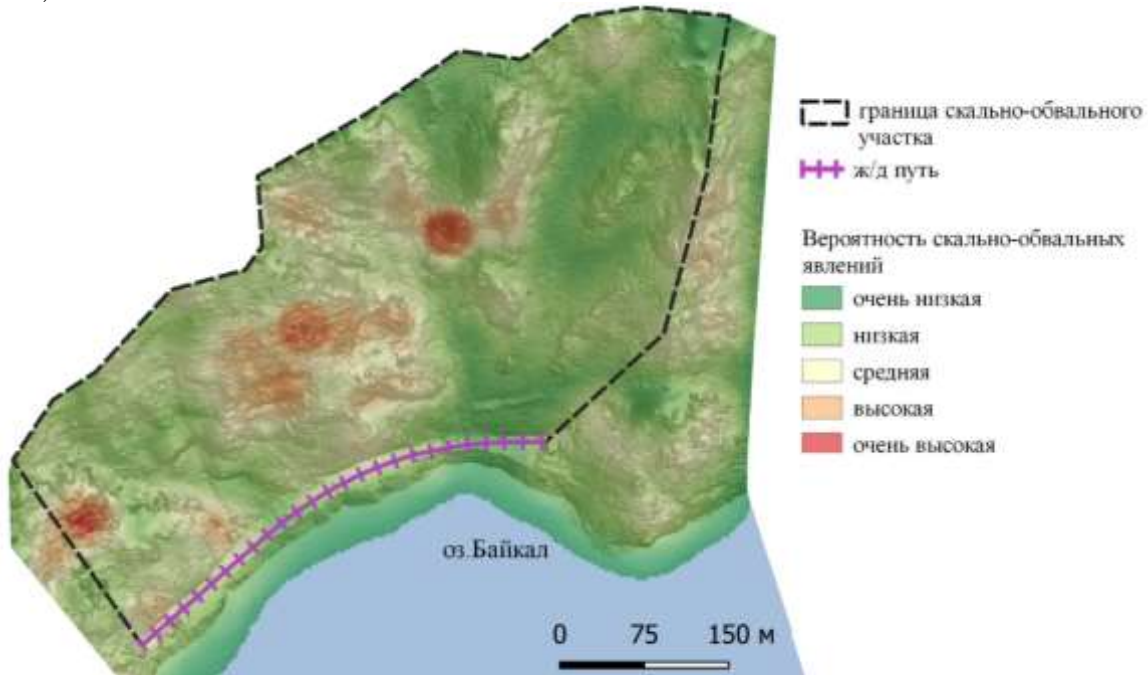 граница скально-обвального
участка
ж/д путь
Вероятность скально-обвальных
явлений
очень низкая
низкая
средняя
высокая
очень высокая
оз.Байкал
0 75 150 м